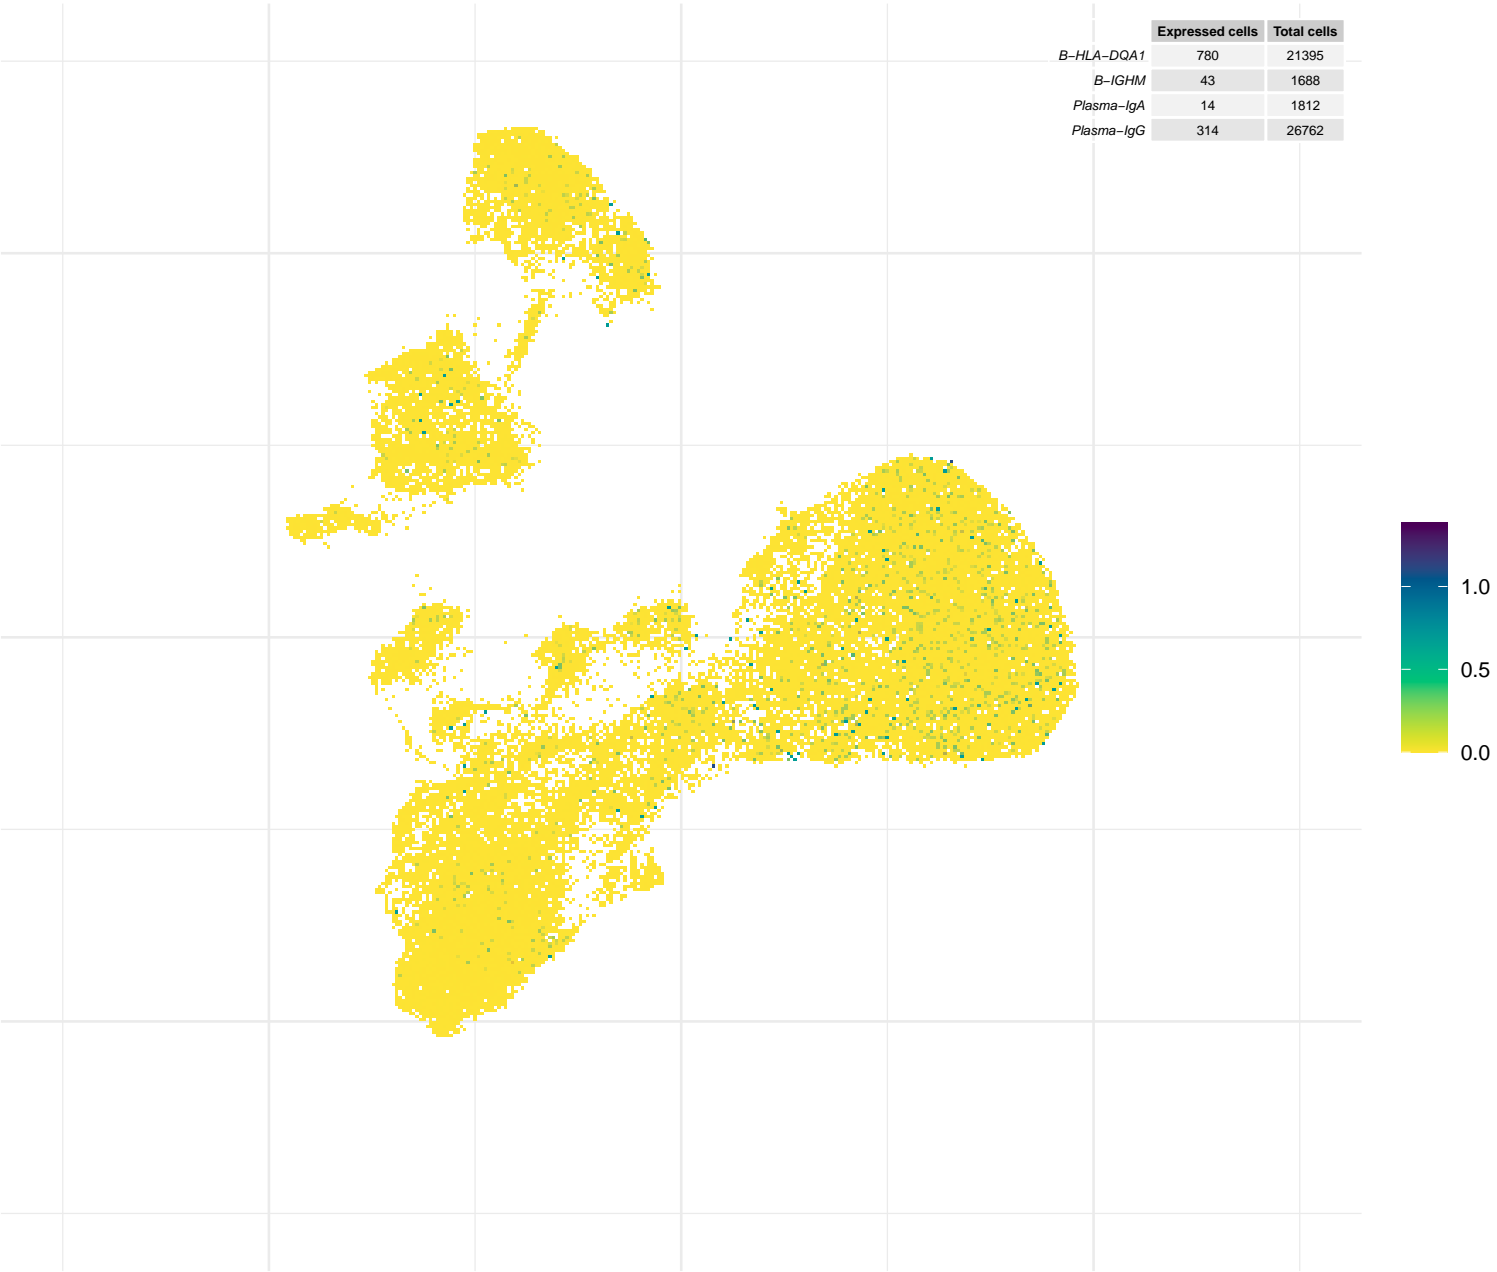 Expressed cells Total cells
B−HLA−DQA1 780 21395
B−IGHM 43 1688
Plasma−IgA 14 1812
Plasma−IgG 314 26762
1.0
0.5
0.0